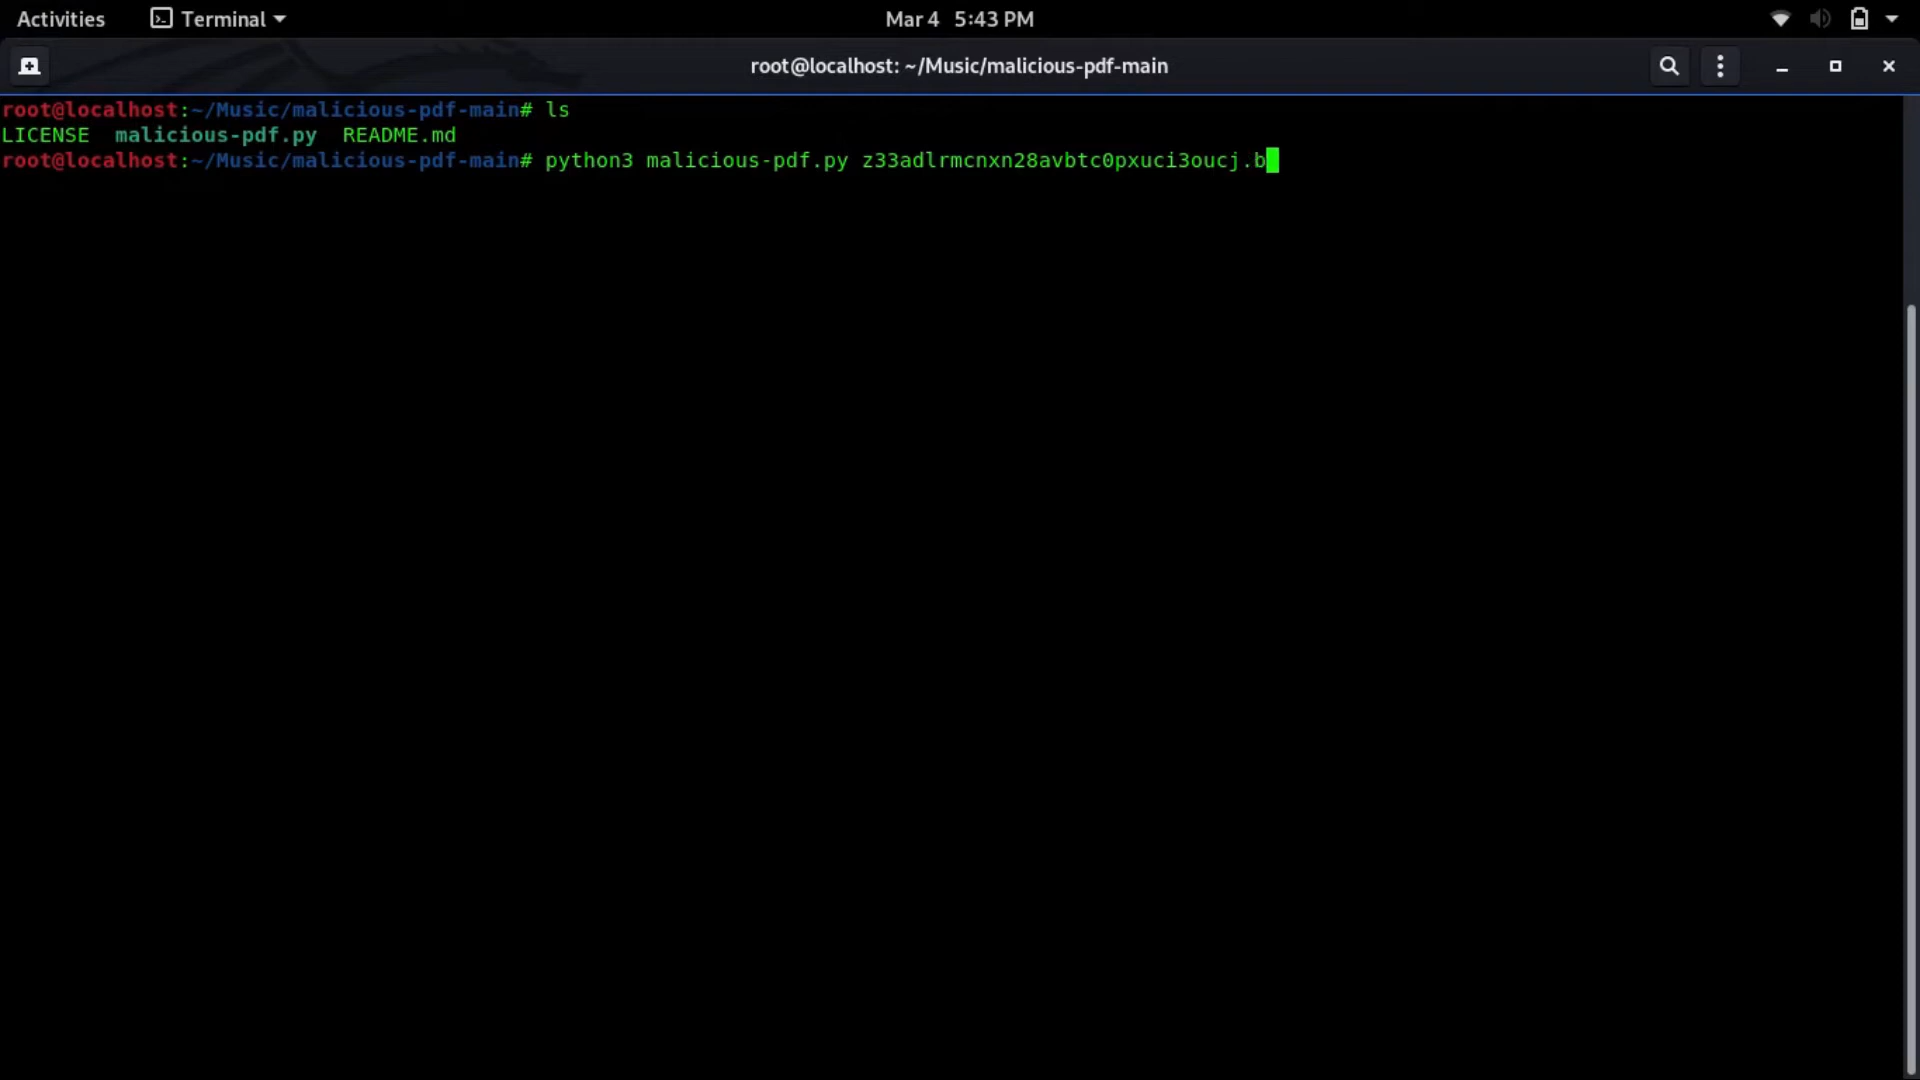 Activities Terminal Mar 4 5:43 PM
root@localhost: ~/Music/malicious-pdf-main
root@localhost:~/Music/malicious-pdf-main# ls
LICENSE malicious-pdf.py README.md
root@localhost:~/Music/malicious-pdf-main# python3 malicious-pdf.py z33adlrmcnxn28avbtc0pxuci3oucj.b